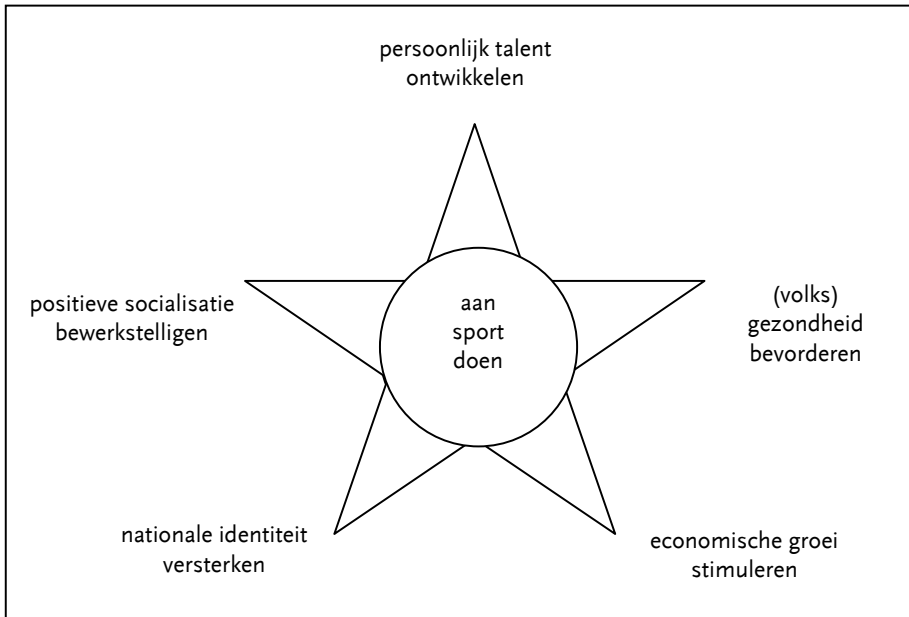 persoonlijk talent
ontwikkelen
positieve socialisatie
bewerkstelligen
aan
sport
doen
(volks)
gezondheid
bevorderen
nationale identiteit
versterken
economische groei
stimuleren